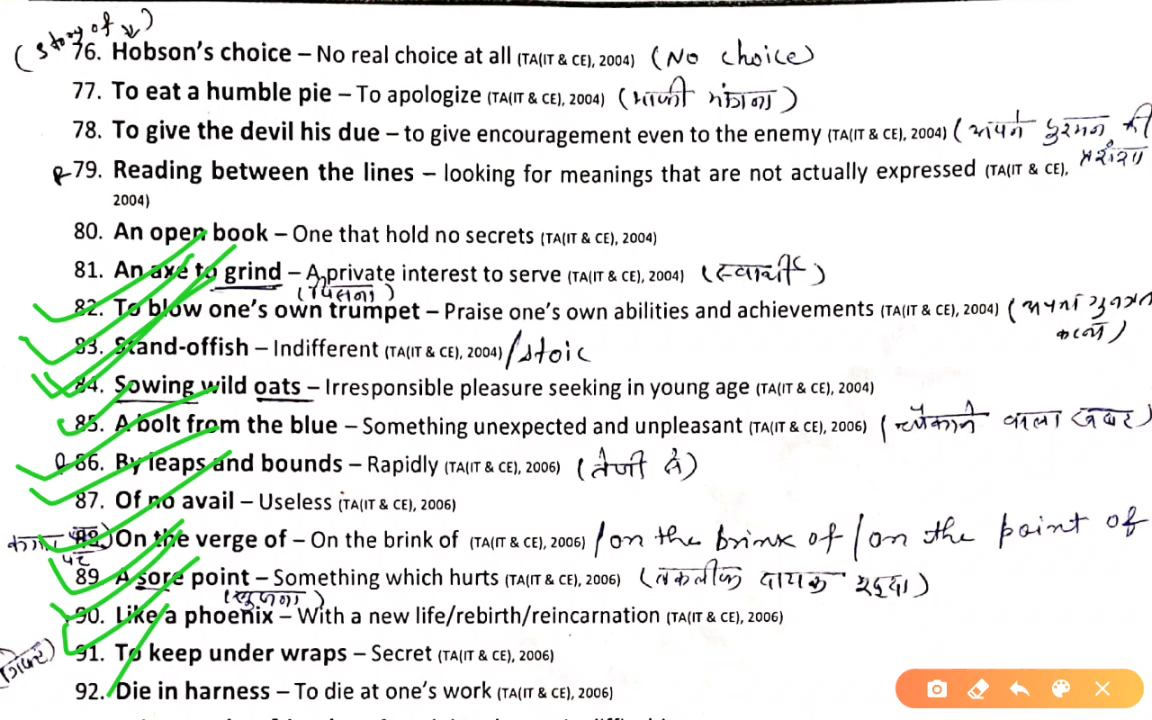 (story of ↓)
76. Hobson's choice – No real choice at all (TA(IT & CE), 2004) (No choice)
77. To eat a humble pie – To apologize (TA(IT & CE), 2004) (माफी मांगना)
78. To give the devil his due – to give encouragement even to the enemy (TA(IT & CE), 2004) (अपने दुश्मन की
प्रशंसा
79. Reading between the lines – looking for meanings that are not actually expressed (TA(IT & CE),
2004)
80. An open book – One that hold no secrets (TA(IT & CE), 2004)
81. An axe to grind – A private interest to serve (TA(IT & CE), 2004) (स्वार्थी)
(पिसना)
82. To blow one's own trumpet – Praise one's own abilities and achievements (TA(IT & CE), 2004) (अपना गुणगान
करना)
83. Stand-offish – Indifferent (TA(IT & CE), 2004) /stoic
84. Sowing wild oats – Irresponsible pleasure seeking in young age (TA(IT & CE), 2004)
85. A bolt from the blue – Something unexpected and unpleasant (TA(IT & CE), 2006) (चौंकाने वाला खबर)
86. By leaps and bounds – Rapidly (TA(IT & CE), 2006) (तेजी से)
87. Of no avail – Useless (TA(IT & CE), 2006)
On the verge of – On the brink of (TA(IT & CE), 2006) /on the brink of/on the point of
पर
89. A sore point – Something which hurts (TA(IT & CE), 2006) (तकलीफ दायक मुद्दा)
90. Like a phoenix – With a new life/rebirth/reincarnation (TA(IT & CE), 2006)
91. To keep under wraps – Secret (TA(IT & CE), 2006)
92. Die in harness – To die at one's work (TA(IT & CE), 2006)